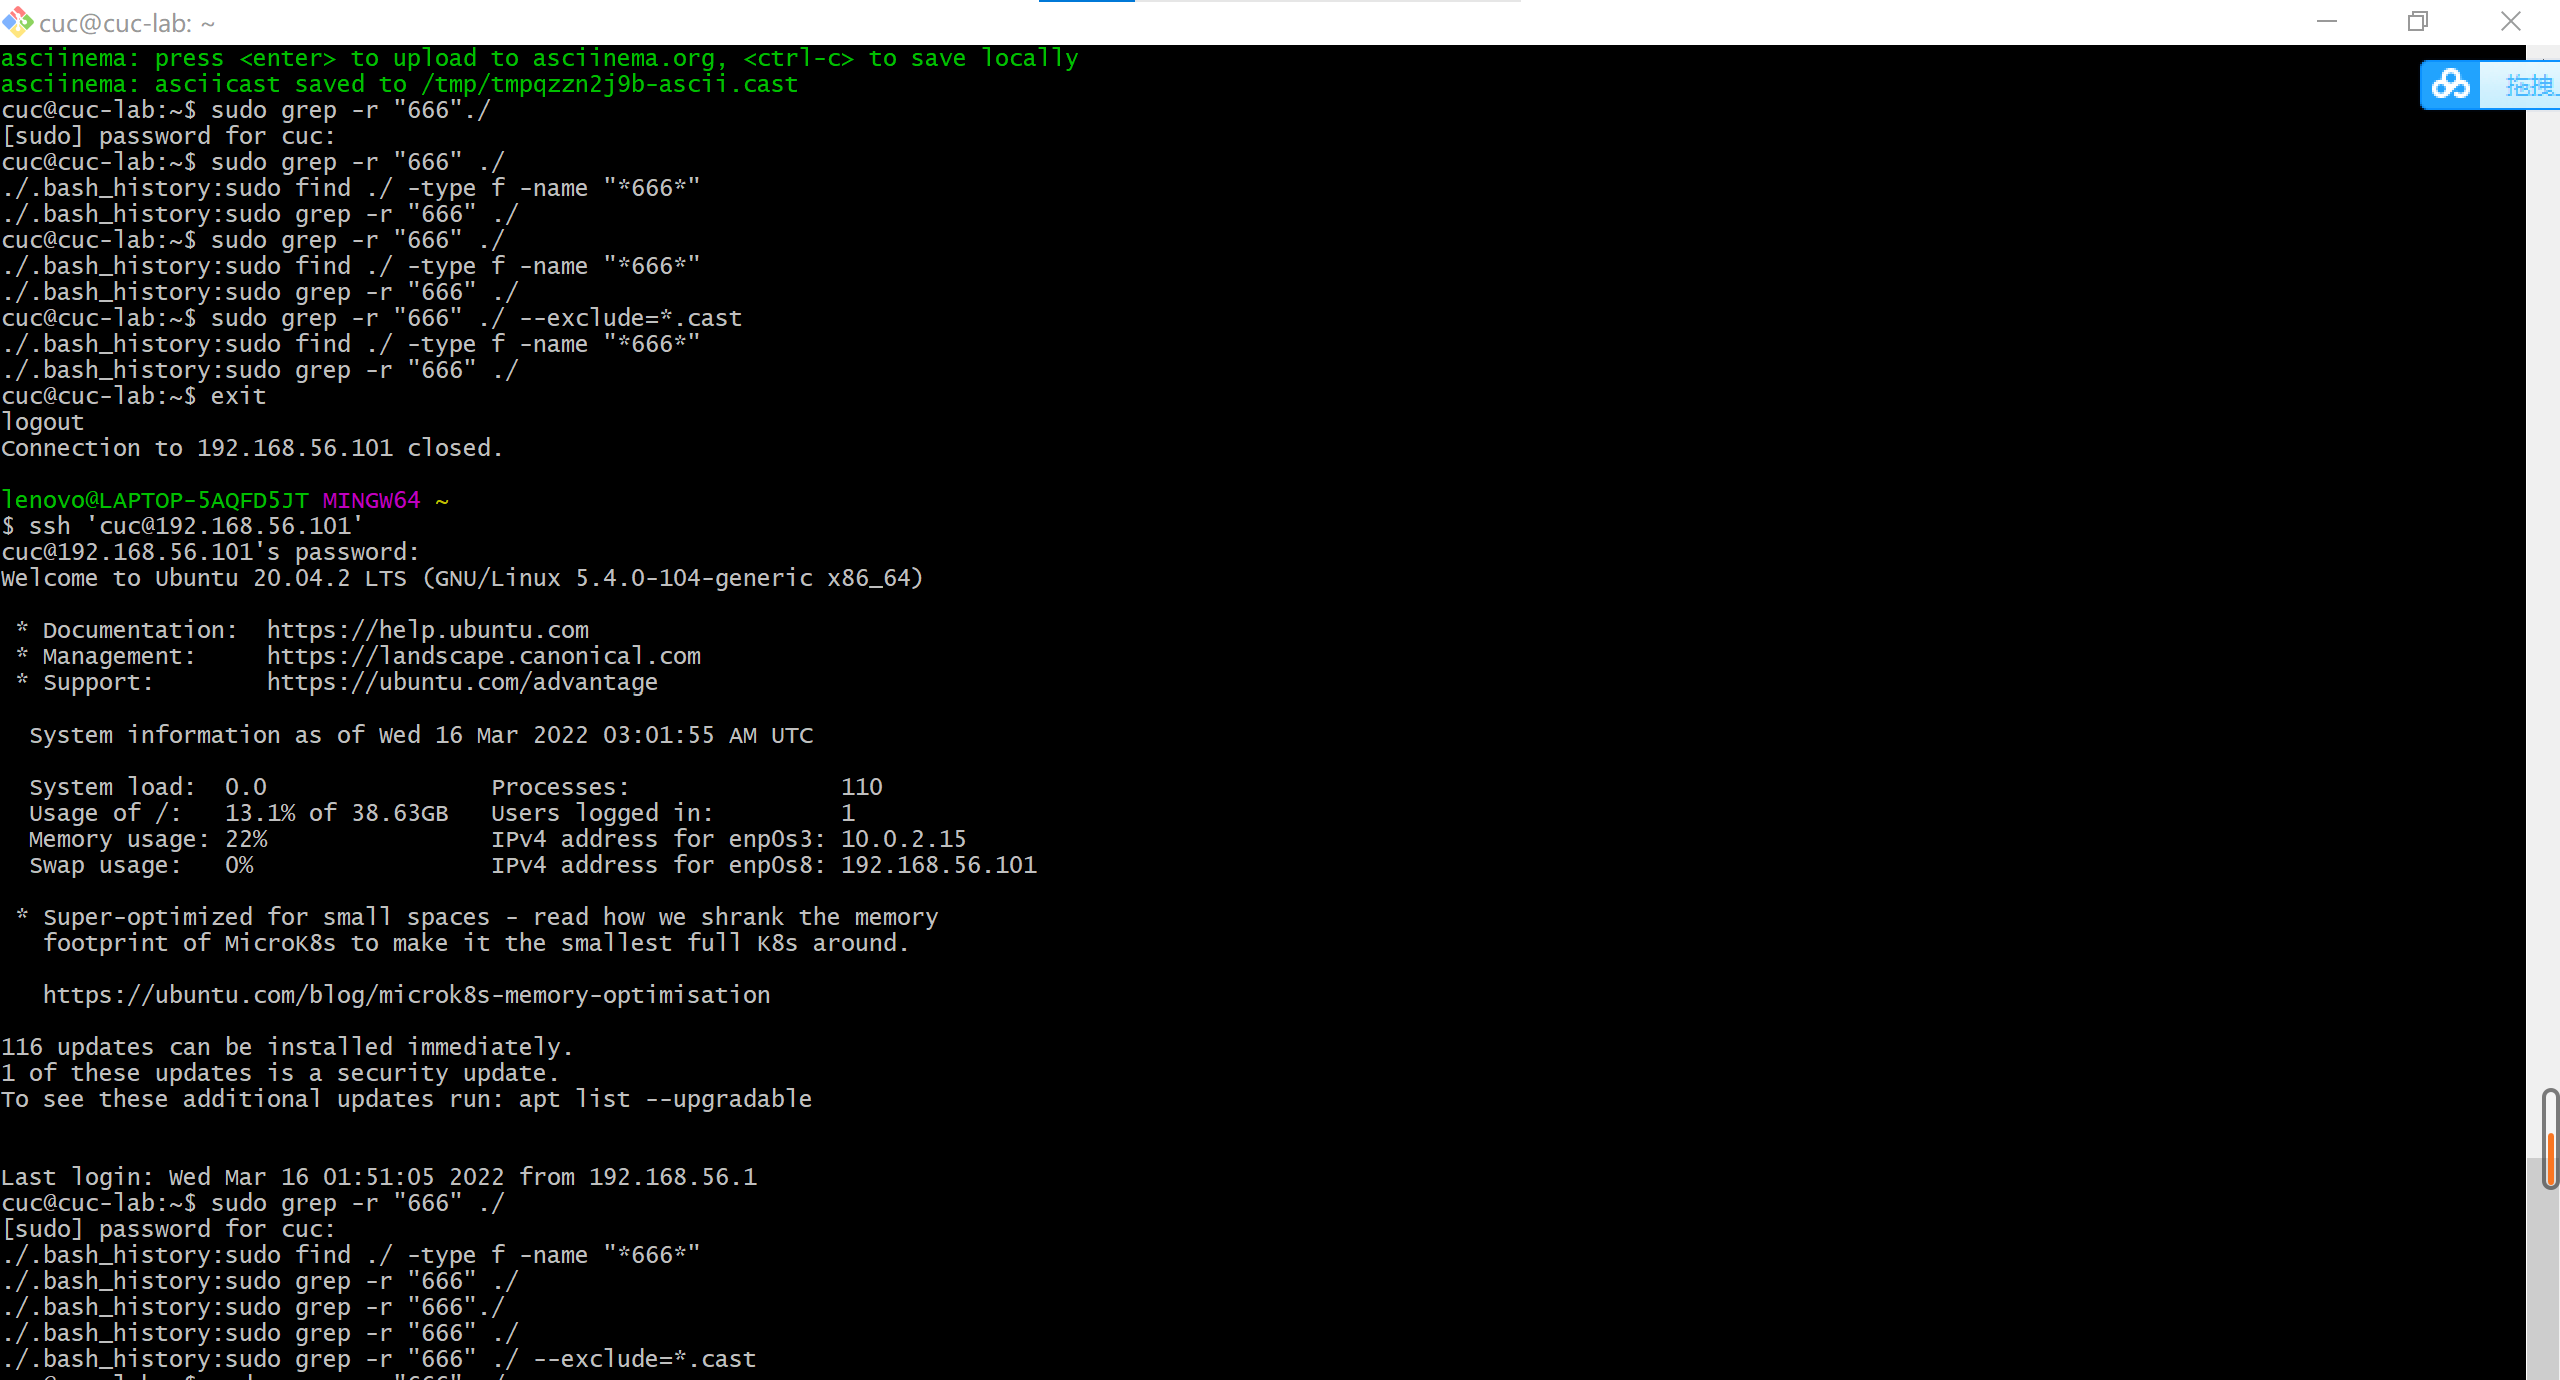 cuc@cuc-lab: ~
asciinema: press <enter> to upload to asciinema.org, <ctrl-c> to save locally
asciinema: asciicast saved to /tmp/tmpqzzn2j9b-ascii.cast
拖拽
cuc@cuc-lab:~$ sudo grep -r "666"./
[sudo] password for cuc:
cuc@cuc-lab:~$ sudo grep -r "666" ./
./.bash_history:sudo find ./ -type f -name "*666*"
./.bash_history:sudo grep -r "666" ./
cuc@cuc-lab:~$ sudo grep -r "666" ./
./.bash_history:sudo find ./ -type f -name "*666*"
./.bash_history:sudo grep -r "666" ./
cuc@cuc-lab:~$ sudo grep -r "666" ./ --exclude=*.cast
./.bash_history:sudo find ./ -type f -name "*666*"
./.bash_history:sudo grep -r "666" ./
cuc@cuc-lab:~$ exit
logout
Connection to 192.168.56.101 closed.
lenovo@LAPTOP-5AQFD5JT MINGW64 ~
$ ssh 'cuc@192.168.56.101'
cuc@192.168.56.101's password:
Welcome to Ubuntu 20.04.2 LTS (GNU/Linux 5.4.0-104-generic x86_64)
* Documentation:  https://help.ubuntu.com
* Management:     https://landscape.canonical.com
* Support:        https://ubuntu.com/advantage
System information as of Wed 16 Mar 2022 03:01:55 AM UTC
System load:  0.0                Processes:               110
Usage of /:   13.1% of 38.63GB   Users logged in:         1
Memory usage: 22%                IPv4 address for enp0s3: 10.0.2.15
Swap usage:   0%                 IPv4 address for enp0s8: 192.168.56.101
* Super-optimized for small spaces - read how we shrank the memory
footprint of MicroK8s to make it the smallest full K8s around.
https://ubuntu.com/blog/microk8s-memory-optimisation
116 updates can be installed immediately.
1 of these updates is a security update.
To see these additional updates run: apt list --upgradable
Last login: Wed Mar 16 01:51:05 2022 from 192.168.56.1
cuc@cuc-lab:~$ sudo grep -r "666" ./
[sudo] password for cuc:
./.bash_history:sudo find ./ -type f -name "*666*"
./.bash_history:sudo grep -r "666" ./
./.bash_history:sudo grep -r "666"./
./.bash_history:sudo grep -r "666" ./
./.bash_history:sudo grep -r "666" ./ --exclude=*.cast